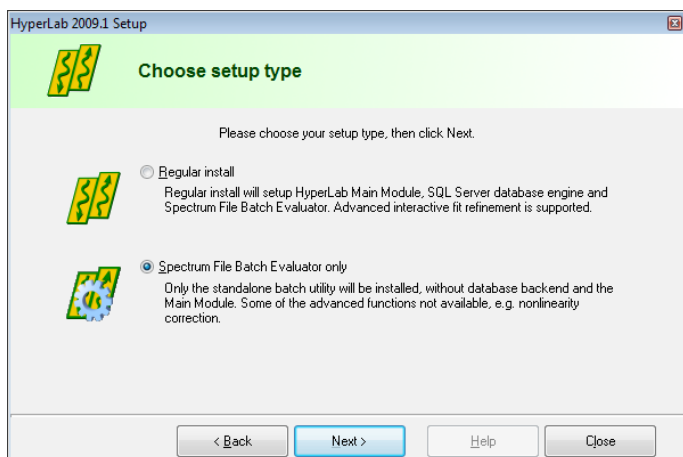 HyperLab 2009.1 Setup
Choose setup type
Please choose your setup type, then click Next.
Regular install
Regular install will setup HyperLab Main Module, SQL Server database engine and
Spectrum File Batch Evaluator. Advanced interactive fit refinement is supported.
Spectrum File Batch Evaluator only
Only the standalone batch utility will be installed, without database backend and the
Main Module. Some of the advanced functions not available, e.g. nonlinearity
correction.
< Back Next > Help Close